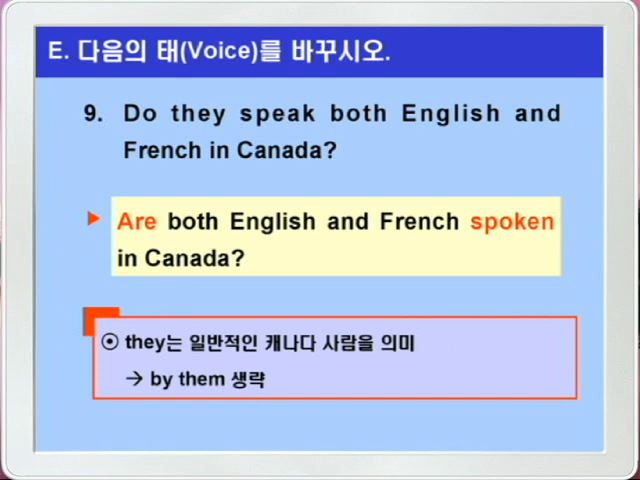 E. 다음의 태(Voice)를 바꾸시오.
9. Do they speak both English and
French in Canada?
Are both English and French spoken
in Canada?
⊙ they는 일반적인 캐나다 사람을 의미
→ by them 생략